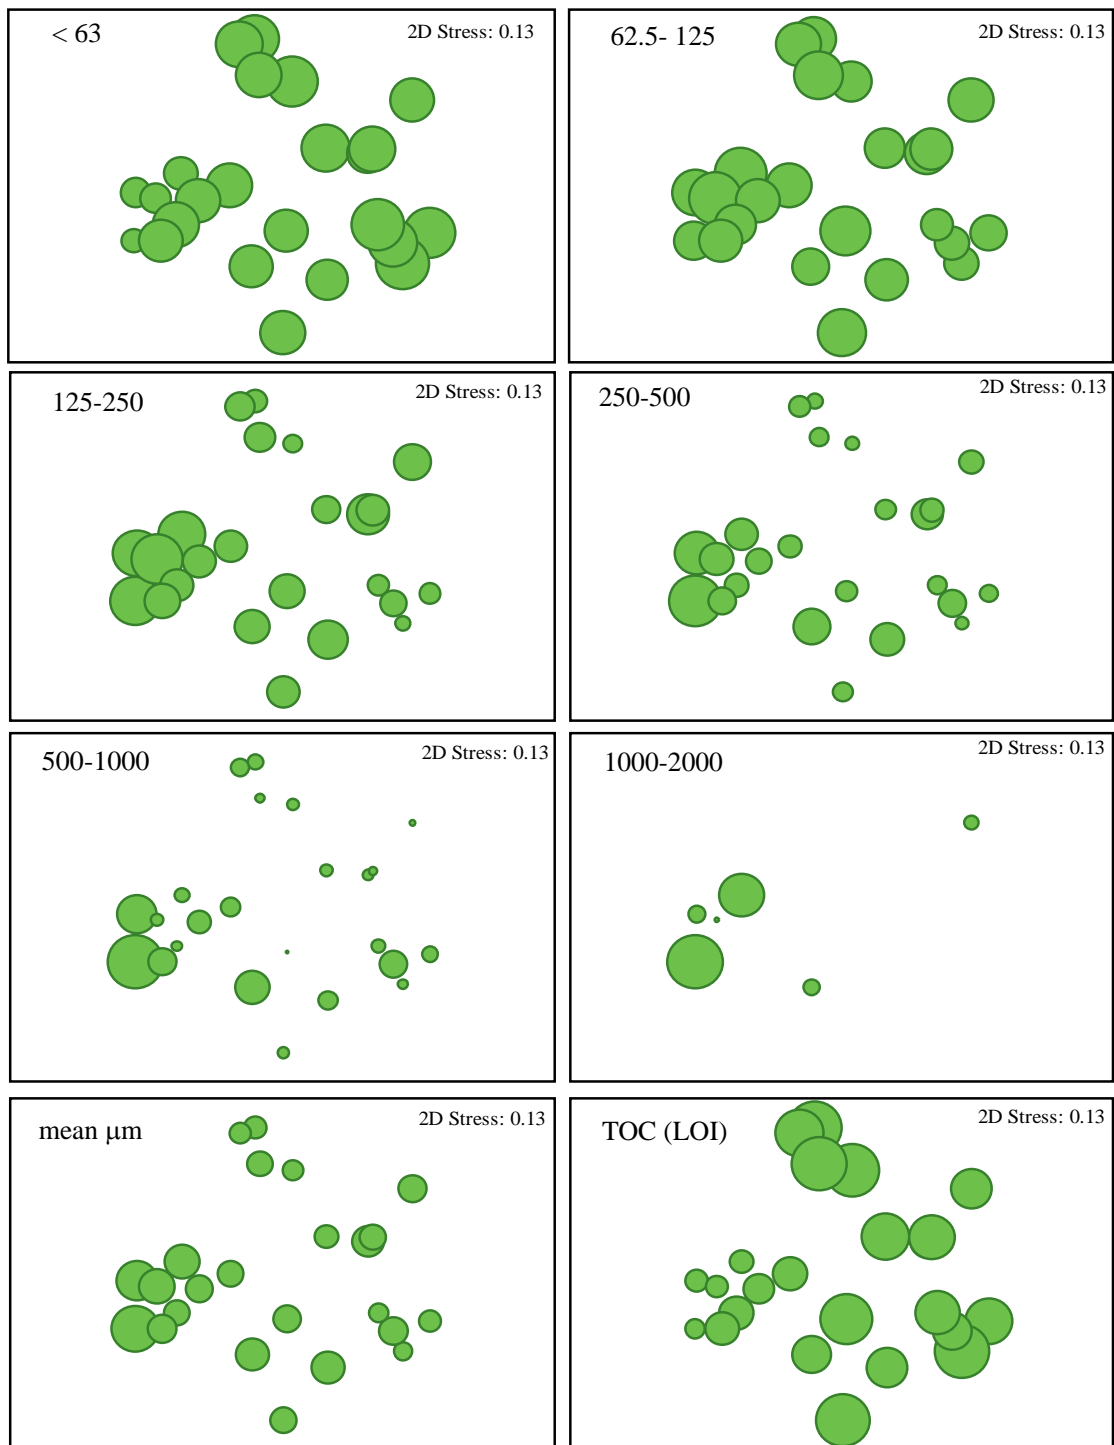 < 63
2D Stress: 0.13
62.5- 125
2D Stress: 0.13
125-250
2D Stress: 0.13
250-500
2D Stress: 0.13
500-1000
2D Stress: 0.13
1000-2000
2D Stress: 0.13
mean µm
2D Stress: 0.13
TOC (LOI)
2D Stress: 0.13